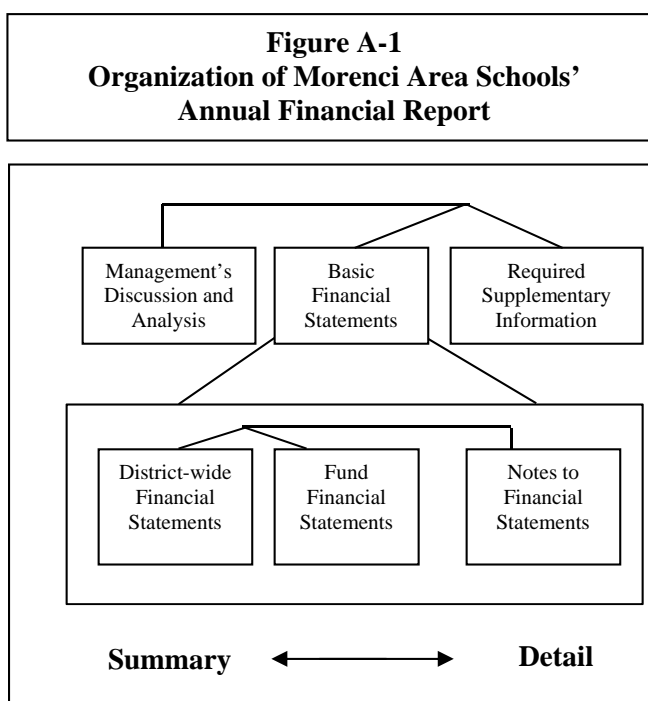 Figure A-1
Organization of Morenci Area Schools’
Annual Financial Report
Management’s
Discussion and
Analysis
Basic
Financial
Statements
Required
Supplementary
Information
District-wide
Financial
Statements
Fund
Financial
Statements
Notes to
Financial
Statements
Summary
Detail